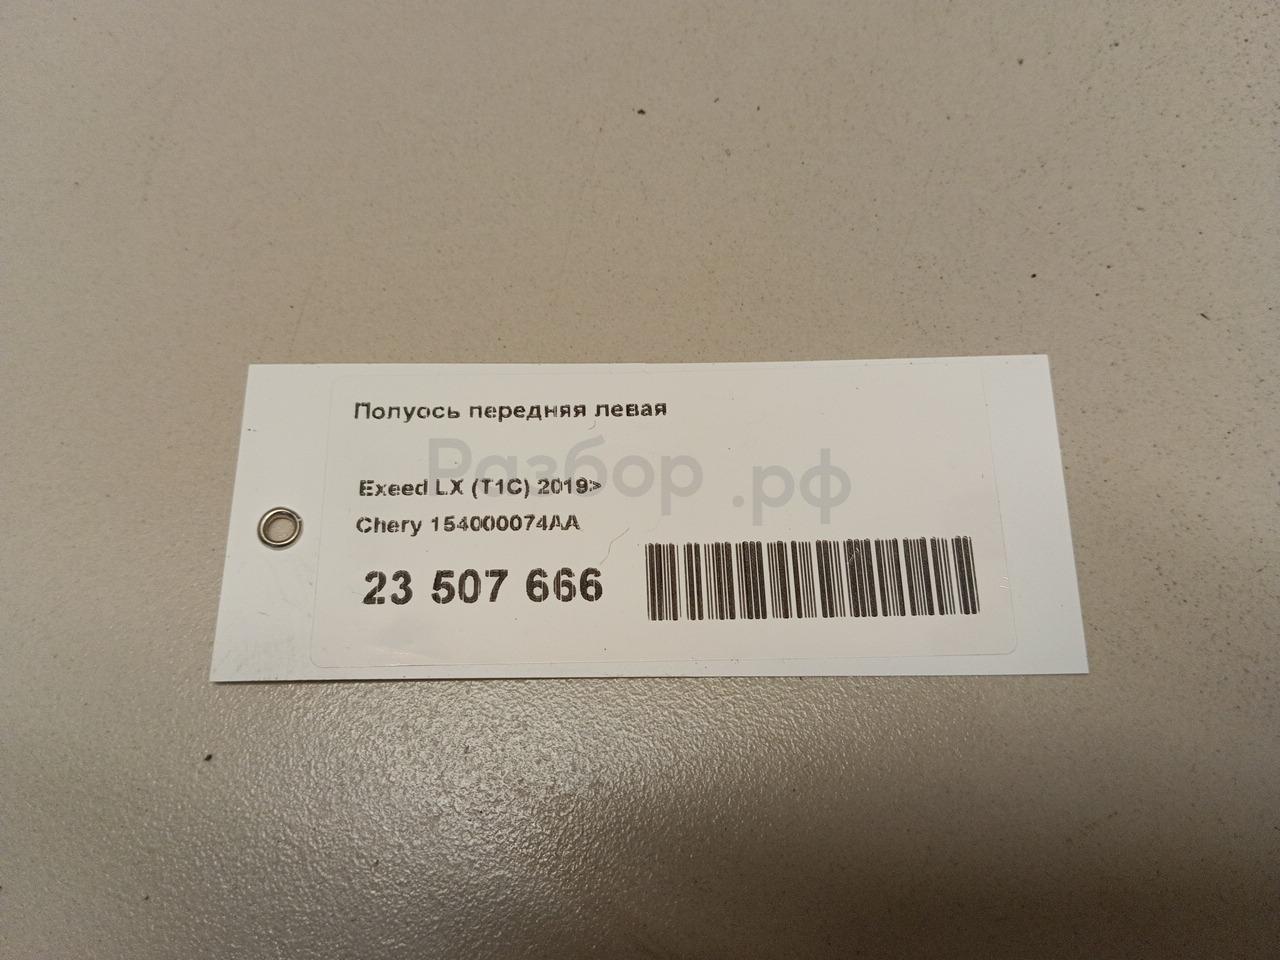 Полуось передняя левая
Разбор.рф
Exeed LX (T1C) 2019>
Chery 154000074AA
23 507 666